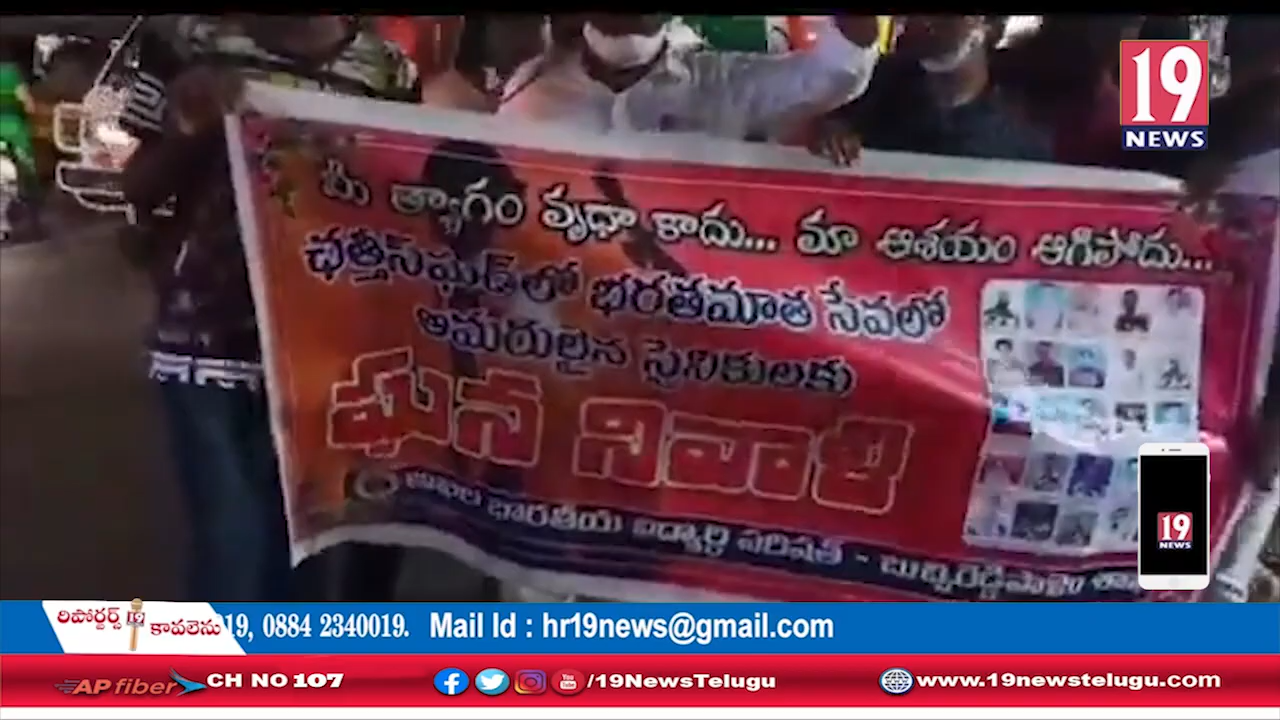 19
NEWS
మీ త్యాగం వృధా కాదు... మా ఆశయం ఆగిపోదు...
ఛత్తీస్‌ఘడ్‌లో భరతమాత సేవలో
అమరులైన సైనికులకు
ఘన నివాళి
అఖిల భారతీయ విద్యార్థి పరిషత్ - బుచ్చిరెడ్డిపాళెం
19
NEWS
రిపోర్టర్స్ 19 కావలెను
19, 0884 2340019. Mail Id : hr19news@gmail.com
AP fiber CH NO 107
/19NewsTelugu
www.19newstelugu.com